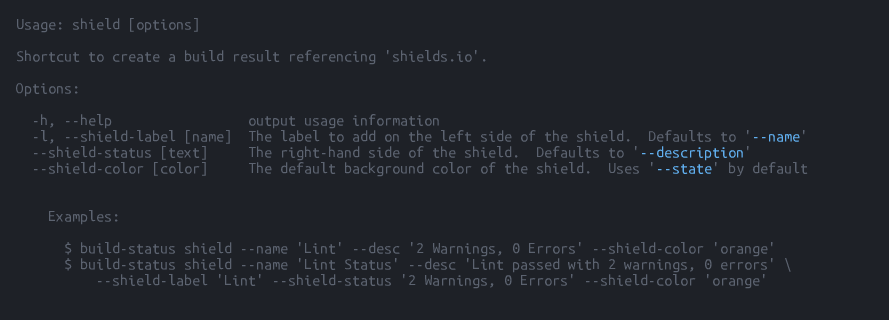 Usage: shield [options]
Shortcut to create a build result referencing 'shields.io'.
Options:
-h, --help output usage information
-l, --shield-label [name] The label to add on the left side of the shield. Defaults to '--name'
--shield-status [text] The right-hand side of the shield. Defaults to '--description'
--shield-color [color] The default background color of the shield. Uses '--state' by default
Examples:
$ build-status shield --name 'Lint' --desc '2 Warnings, 0 Errors' --shield-color 'orange'
$ build-status shield --name 'Lint Status' --desc 'Lint passed with 2 warnings, 0 errors' \
--shield-label 'Lint' --shield-status '2 Warnings, 0 Errors' --shield-color 'orange'